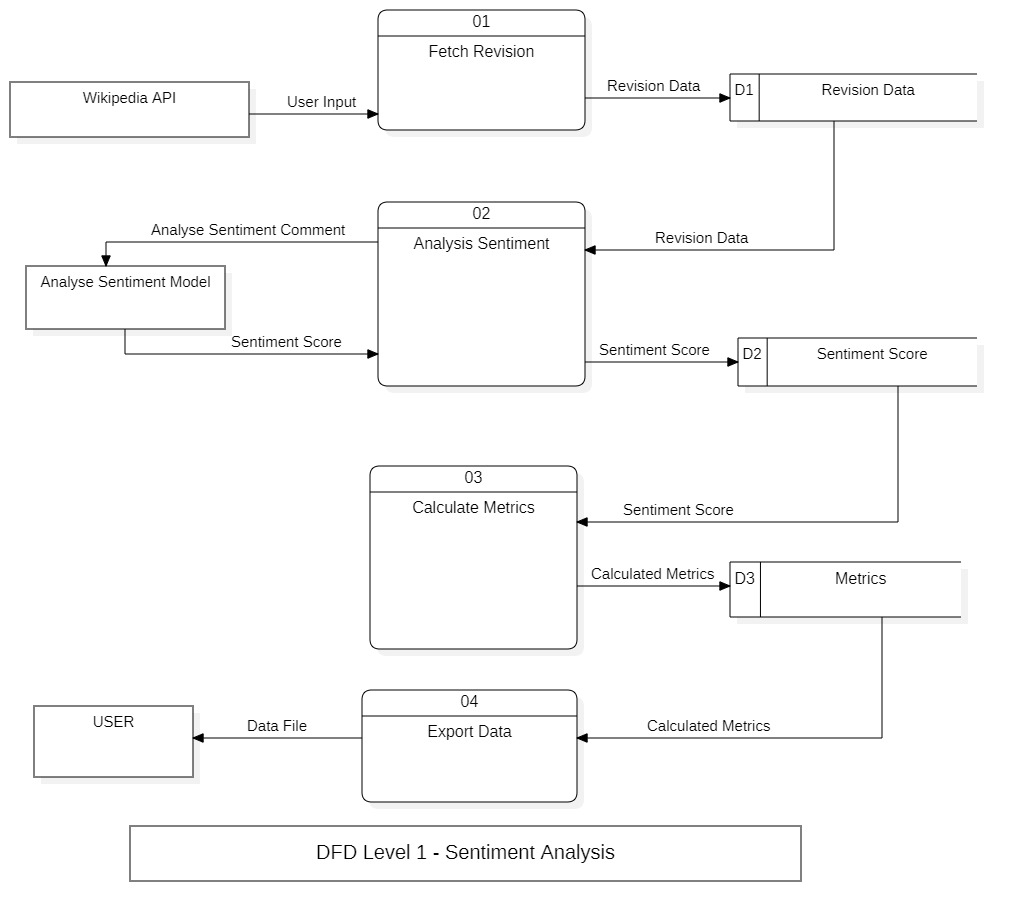 01
Fetch Revision
Wikipedia API
User Input
Revision Data
D1
Revision Data
02
Analysis Sentiment
Analyse Sentiment Comment
Revision Data
Analyse Sentiment Model
Sentiment Score
Sentiment Score
D2
Sentiment Score
03
Calculate Metrics
Sentiment Score
Calculated Metrics
D3
Metrics
04
Export Data
USER
Data File
Calculated Metrics
DFD Level 1 - Sentiment Analysis